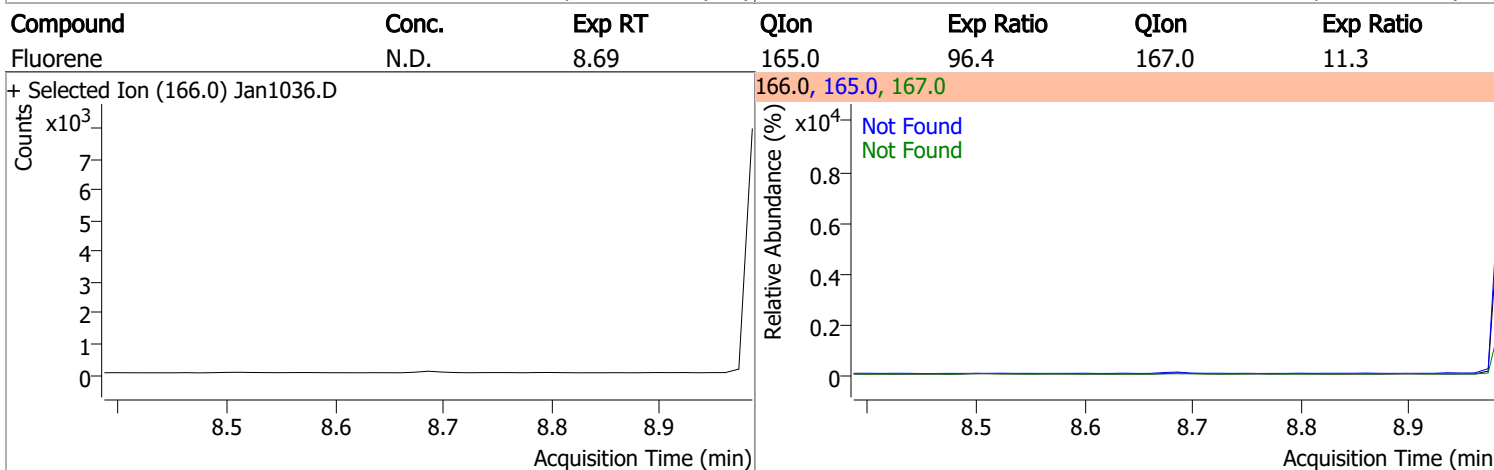 Compound Conc. Exp RT QIon Exp Ratio QIon Exp Ratio
Fluorene N.D. 8.69 165.0 96.4 167.0 11.3
+ Selected Ion (166.0) Jan1036.D
Counts
x10³
7
6
5
4
3
2
1
0
8.5 8.6 8.7 8.8 8.9
Acquisition Time (min)
166.0, 165.0, 167.0
Relative Abundance (%)
x10⁴
Not Found
Not Found
0.8
0.6
0.4
0.2
0
8.5 8.6 8.7 8.8 8.9
Acquisition Time (min